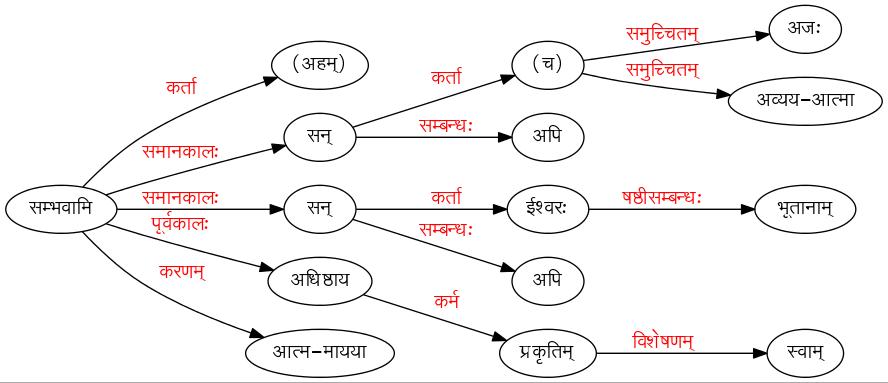 अजः
समुच्चितम्
(अहम्) (च)
कर्ता कर्ता समुच्चितम्
अव्यय-आत्मा
सन् सम्बन्धः अपि
समानकालः
सम्भवामि समानकालः सन् कर्ता ईश्वरः षष्ठीसम्बन्धः भूतानाम्
पूर्वकालः सम्बन्धः
करणम् अधिष्ठाय अपि
कर्म
आत्म-मायया प्रकृतिम् विशेषणम् स्वाम्